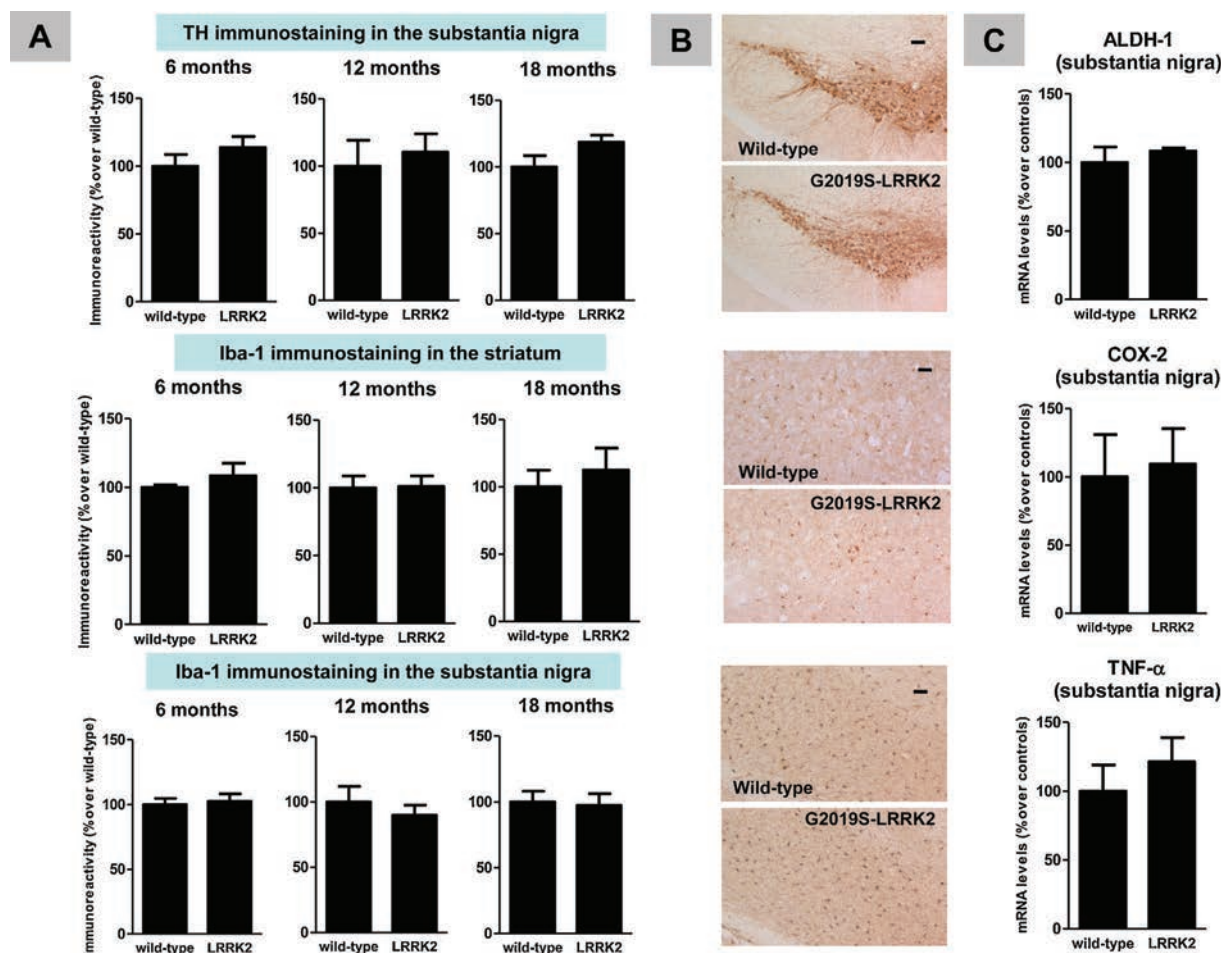 A
TH immunostaining in the substantia nigra
6 months
12 months
18 months
Immunoreactivity (%over wild-type)
150
100
50
0
wild-type LRRK2
150
100
50
0
wild-type LRRK2
150
100
50
0
wild-type LRRK2
Iba-1 immunostaining in the striatum
6 months
12 months
18 months
Immunoreactivity (%over wild-type)
150
100
50
0
wild-type LRRK2
150
100
50
0
wild-type LRRK2
150
100
50
0
wild-type LRRK2
Iba-1 immunostaining in the substantia nigra
6 months
12 months
18 months
mmunoreactivity (%over wild-type)
150
100
50
0
wild-type LRRK2
150
100
50
0
wild-type LRRK2
150
100
50
0
wild-type LRRK2
B
Wild-type
G2019S-LRRK2
Wild-type
G2019S-LRRK2
Wild-type
G2019S-LRRK2
C
ALDH-1
(substantia nigra)
mRNA levels (%over controls)
150
100
50
0
wild-type LRRK2
COX-2
(substantia nigra)
mRNA levels (%over controls)
150
100
50
0
wild-type LRRK2
TNF-α
(substantia nigra)
mRNA levels (%over controls)
150
100
50
0
wild-type LRRK2